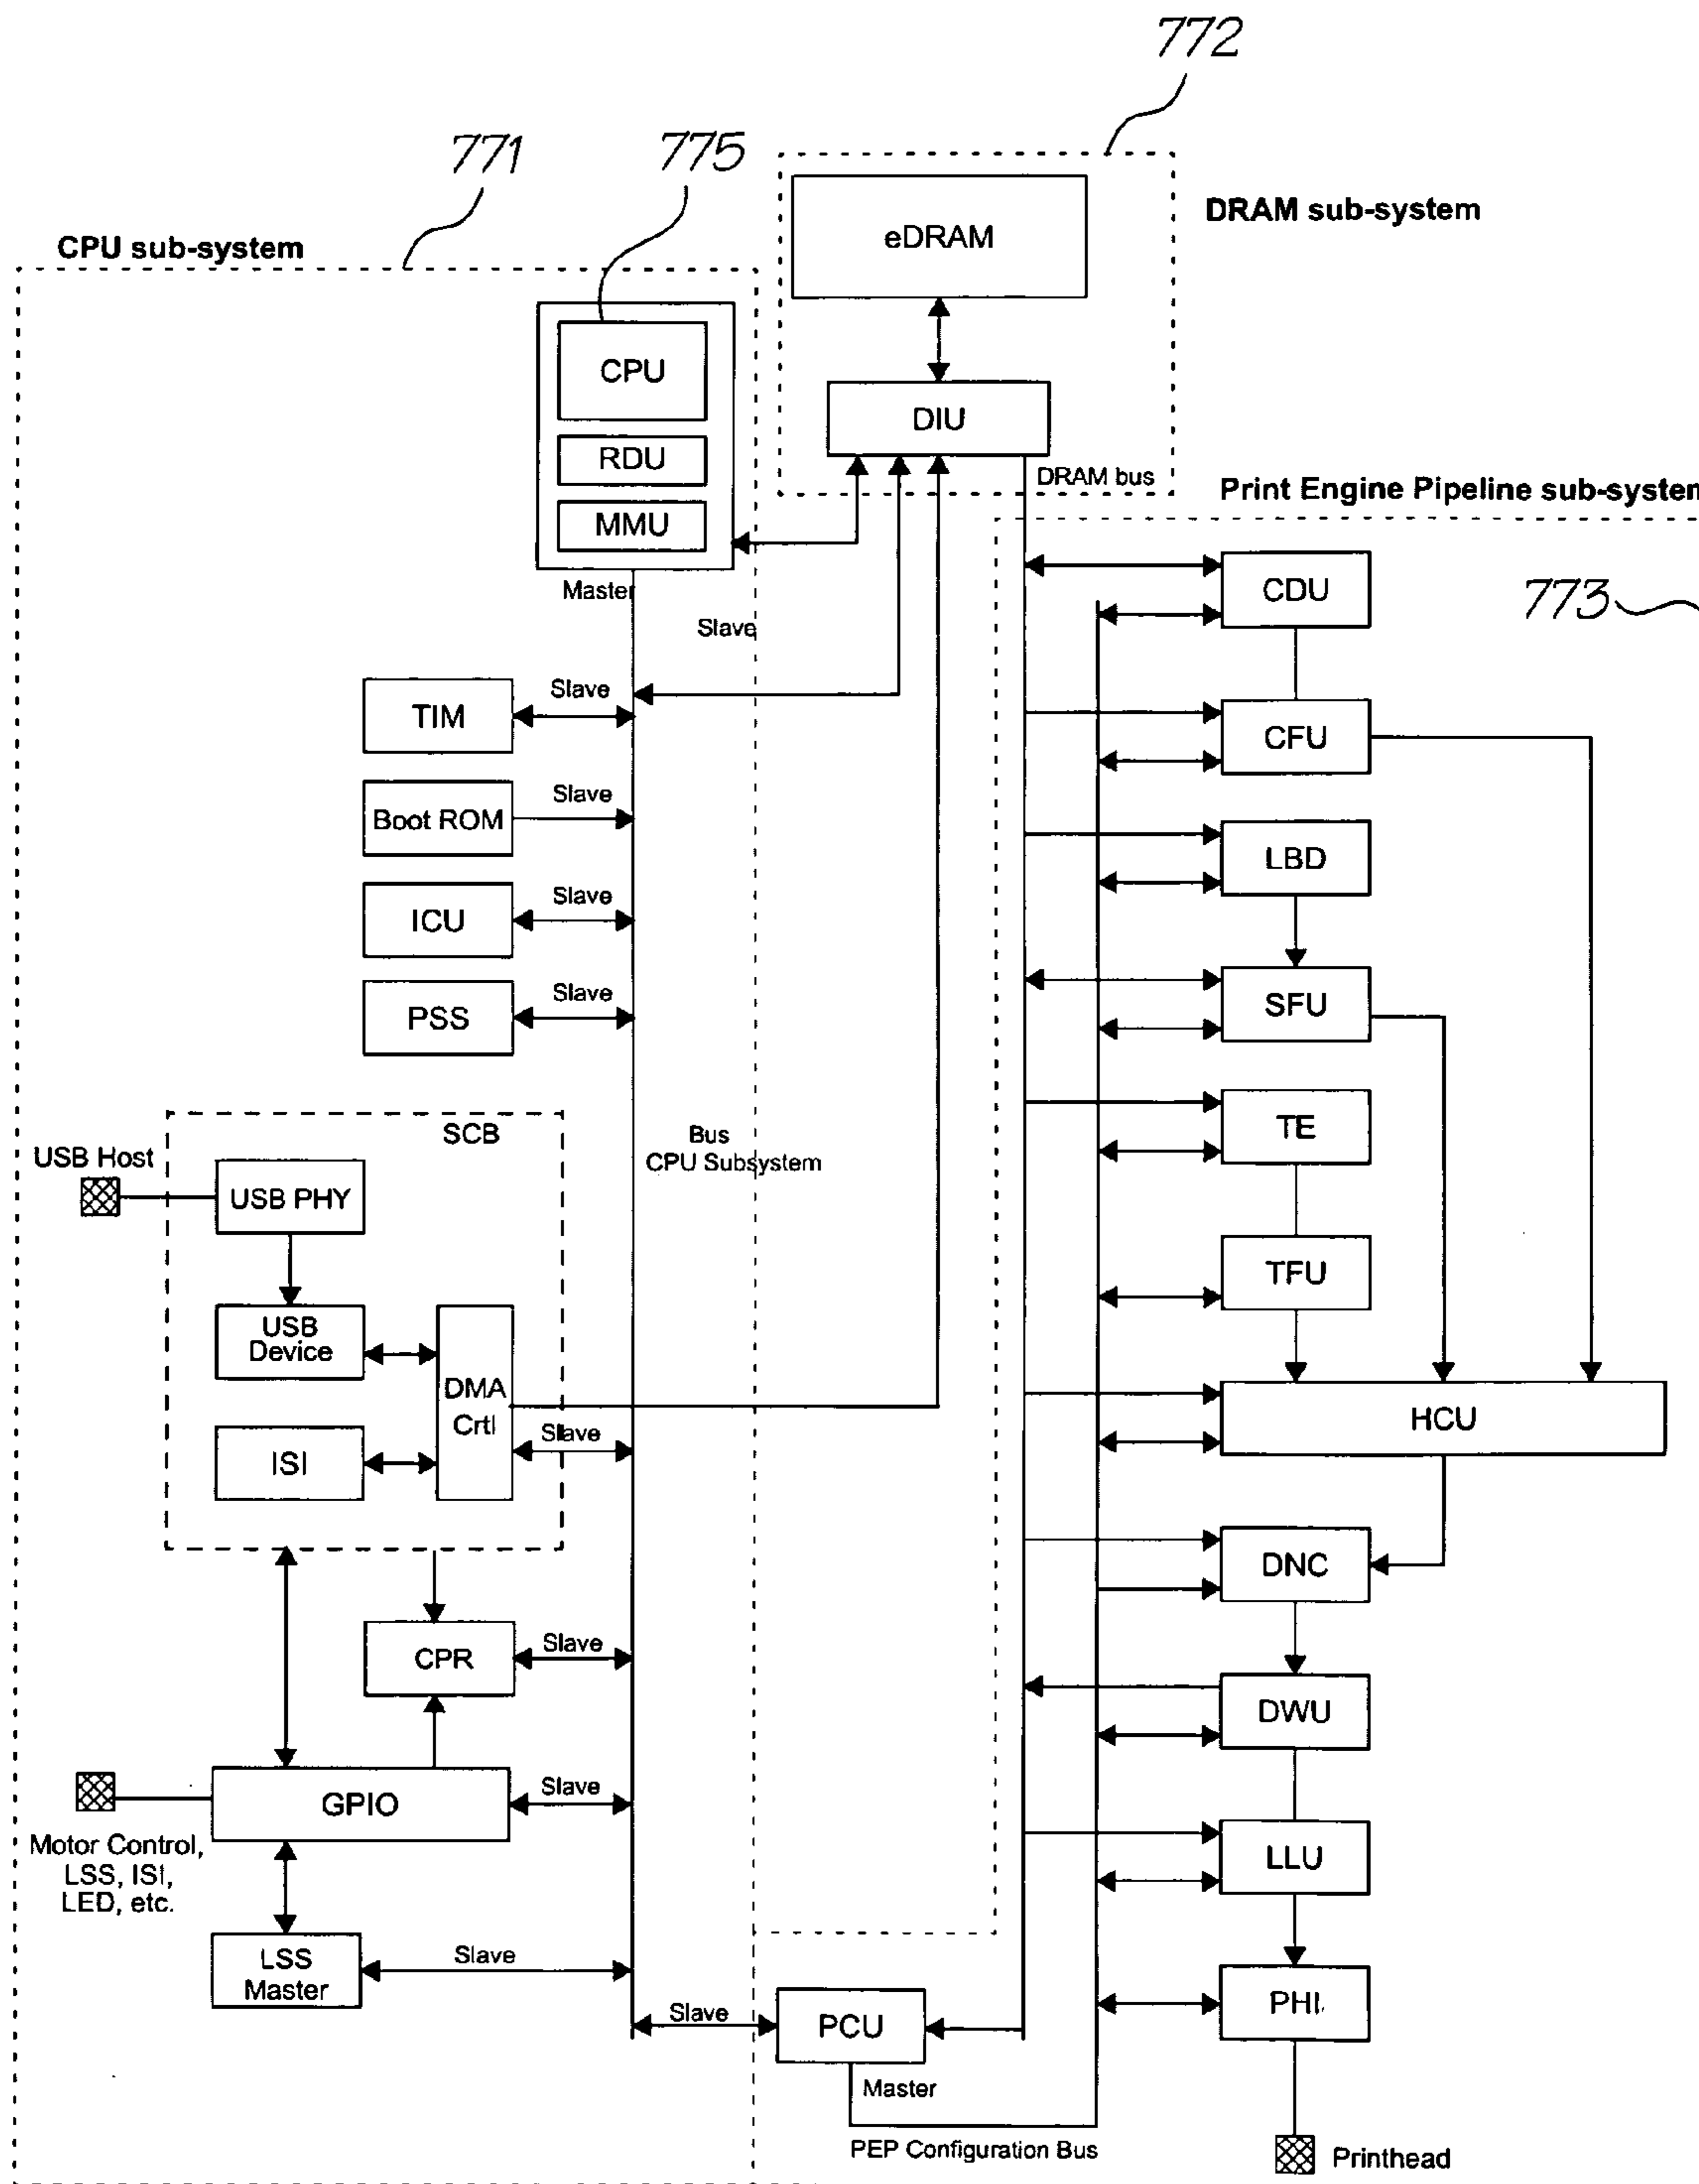 772
771
775
DRAM sub-system
CPU sub-system
eDRAM
CPU
DIU
RDU
DRAM bus
Print Engine Pipeline sub-system
MMU
Master
CDU
773
Slave
TIM
Slave
CFU
Boot ROM
Slave
LBD
ICU
Slave
PSS
Slave
SFU
SCB
Bus
CPU Subsystem
TE
USB Host
USB PHY
TFU
USB
Device
DMA
Crtl
Slave
HCU
ISI
DNC
CPR
Slave
DWU
GPIO
Slave
Motor Control,
LSS, ISI,
LED, etc.
LLU
LSS
Master
Slave
PHI
Slave
PCU
Master
PEP Configuration Bus
Printhead